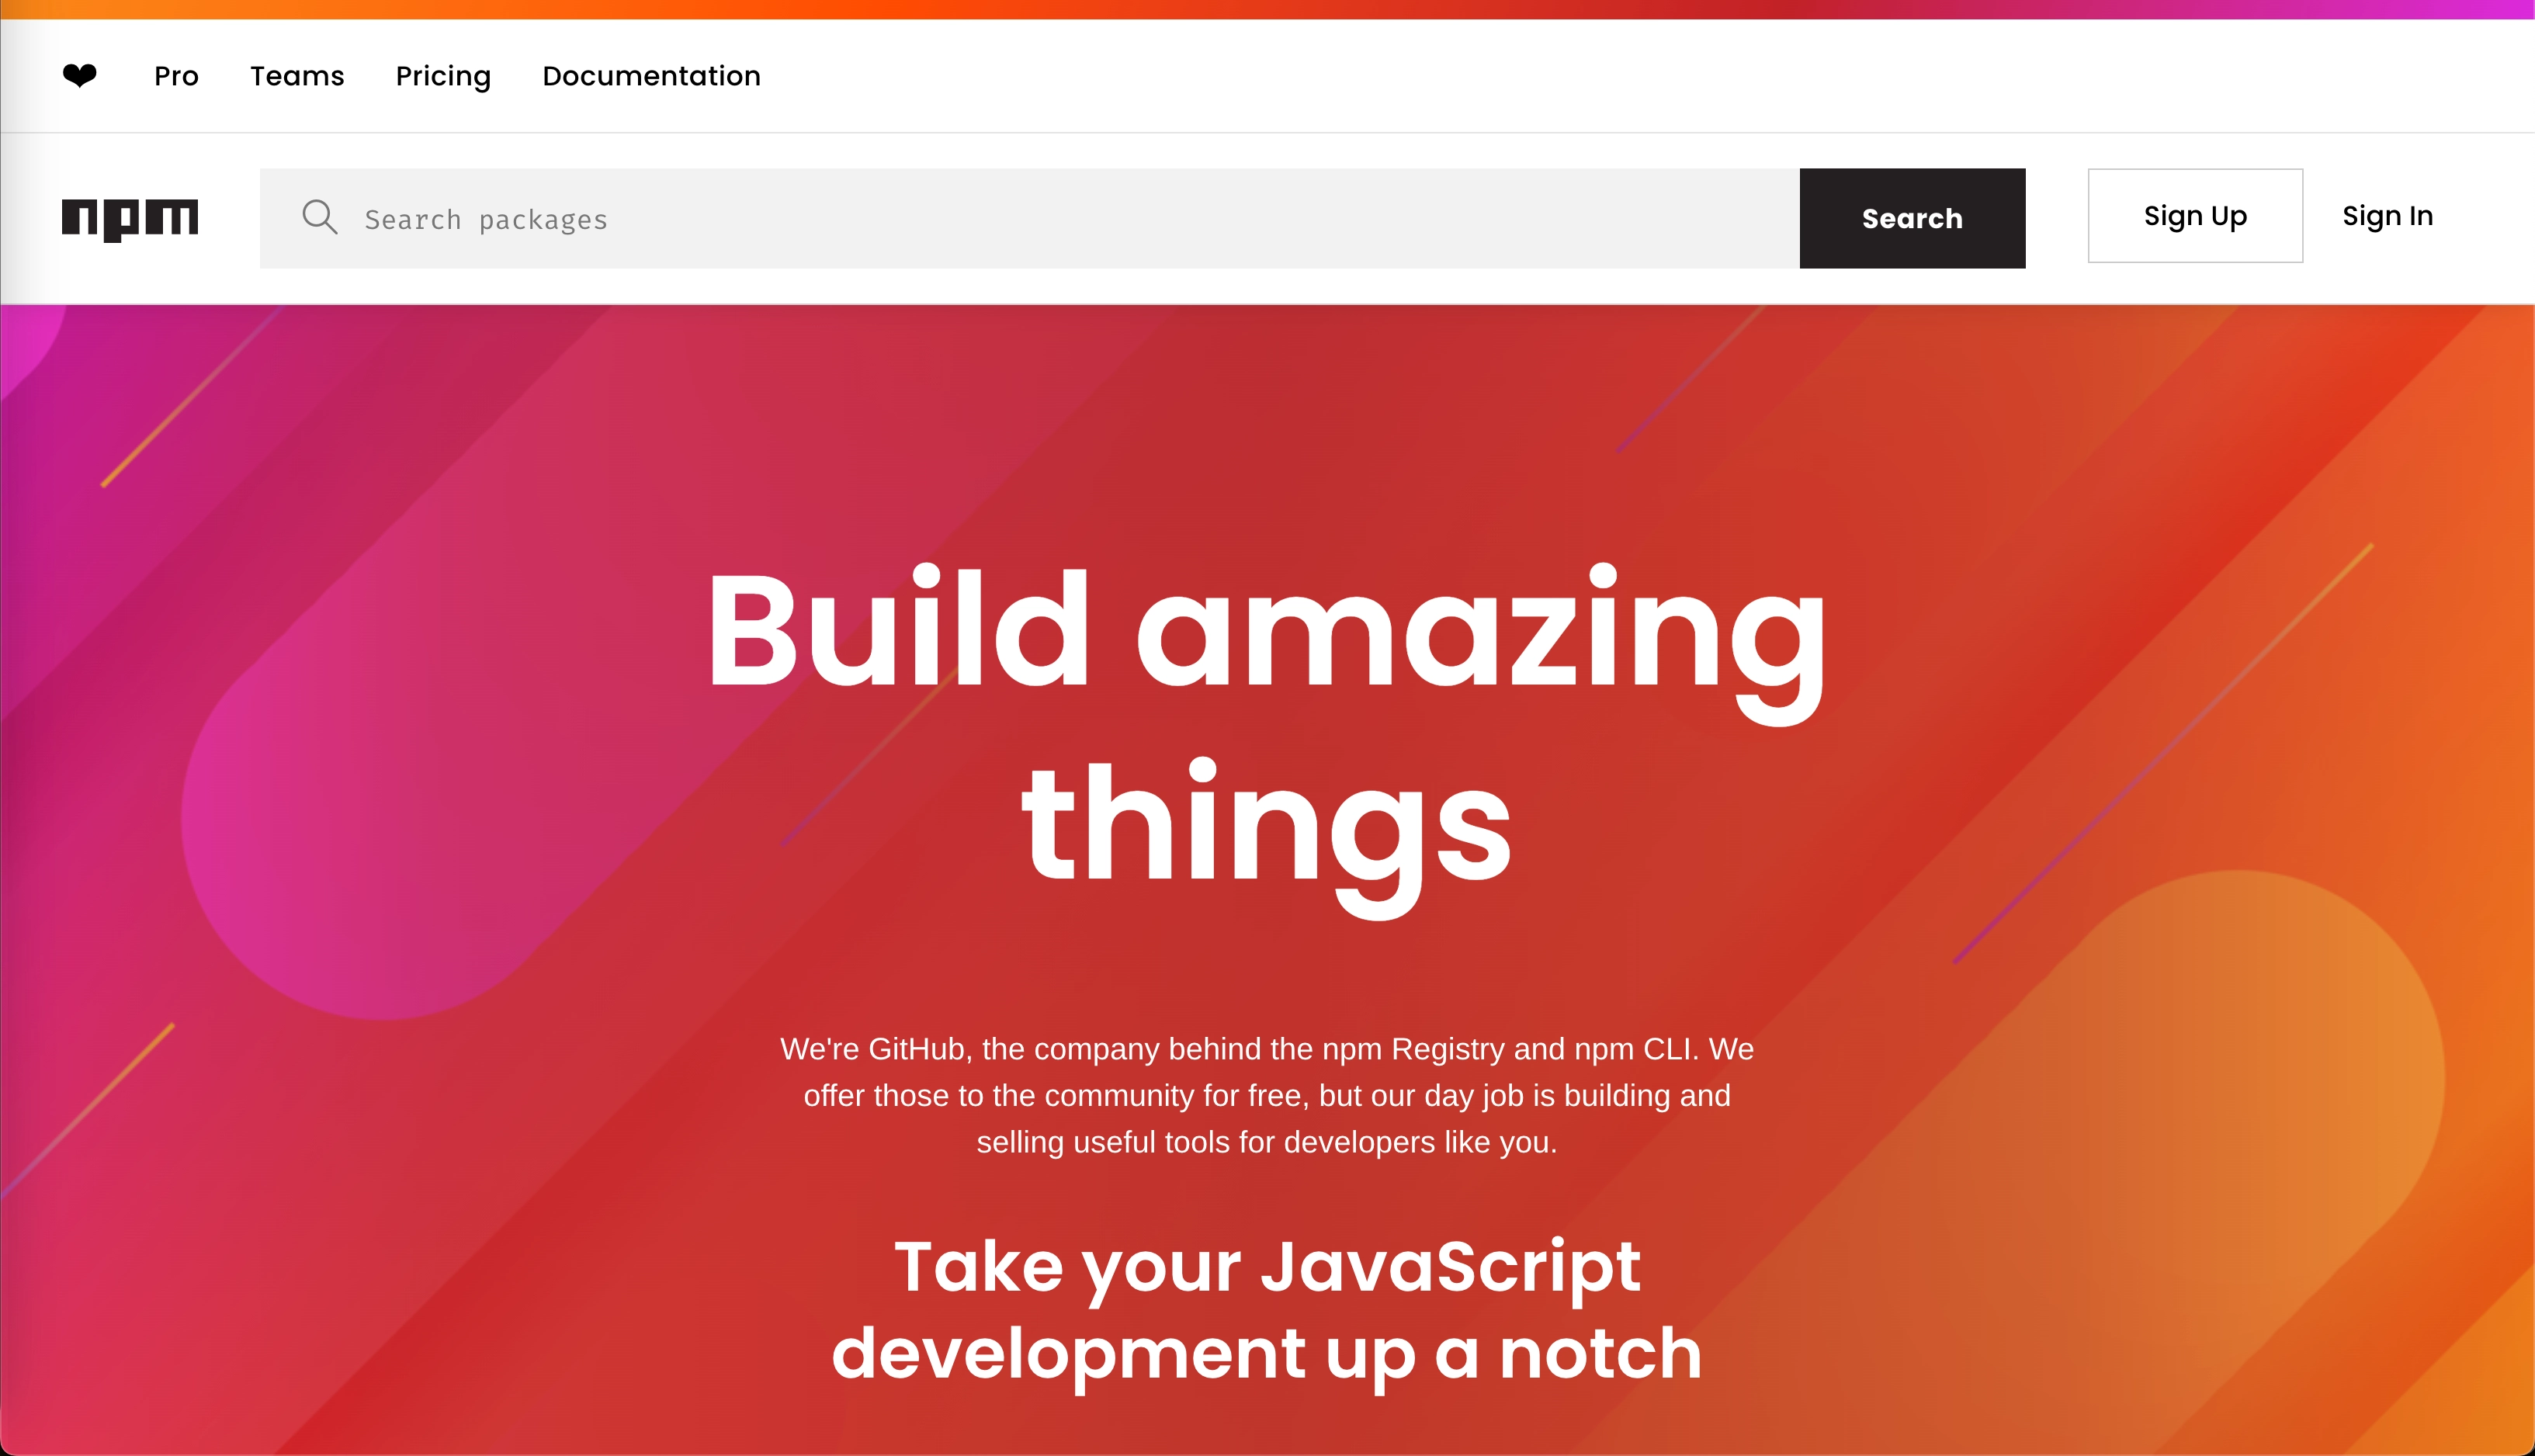 ❤ Pro Teams Pricing Documentation
npm Search packages Search Sign Up Sign In
Build amazing
things
We're GitHub, the company behind the npm Registry and npm CLI. We
offer those to the community for free, but our day job is building and
selling useful tools for developers like you.
Take your JavaScript
development up a notch